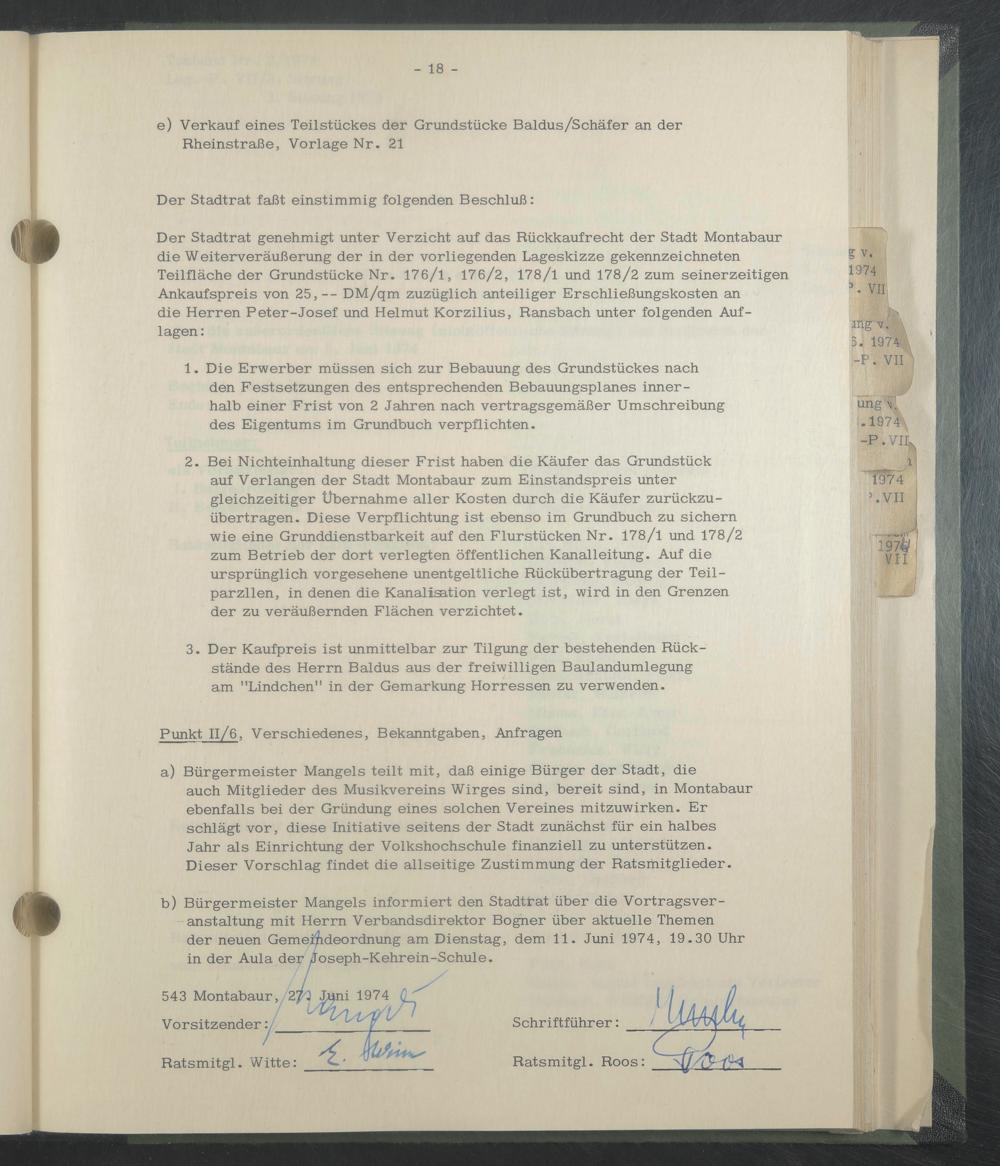 - 18 -
e) Verkauf eines Teilstückes der Grundstücke Baldus/Schäfer an der
Rheinstraße, Vorlage Nr. 21
Der Stadtrat faßt einstimmig folgenden Beschluß:
Der Stadtrat genehmigt unter Verzicht auf das Rückkaufrecht der Stadt Montabaur
die Weiterveräußerung der in der vorliegenden Lageskizze gekennzeichneten
Teilfläche der Grundstücke Nr. 176/1, 176/2, 178/1 und 178/2 zum seinerzeitigen
Ankaufspreis von 25,-- DM/qm zuzüglich anteiliger Erschließungskosten an
die Herren Peter-Josef und Helmut Korzilius, Ransbach unter folgenden Auf-
lagen:
1. Die Erwerber müssen sich zur Bebauung des Grundstückes nach
den Festsetzungen des entsprechenden Bebauungsplanes inner-
halb einer Frist von 2 Jahren nach vertragsgemäßer Umschreibung
des Eigentums im Grundbuch verpflichten.
2. Bei Nichteinhaltung dieser Frist haben die Käufer das Grundstück
auf Verlangen der Stadt Montabaur zum Einstandspreis unter
gleichzeitiger Übernahme aller Kosten durch die Käufer zurückzu-
übertragen. Diese Verpflichtung ist ebenso im Grundbuch zu sichern
wie eine Grunddienstbarkeit auf den Flurstücken Nr. 178/1 und 178/2
zum Betrieb der dort verlegten öffentlichen Kanalleitung. Auf die
ursprünglich vorgesehene unentgeltliche Rückübertragung der Teil-
parzllen, in denen die Kanalisation verlegt ist, wird in den Grenzen
der zu veräußernden Flächen verzichtet.
3. Der Kaufpreis ist unmittelbar zur Tilgung der bestehenden Rück-
stände des Herrn Baldus aus der freiwilligen Baulandumlegung
am "Lindchen" in der Gemarkung Horressen zu verwenden.
Punkt II/6, Verschiedenes, Bekanntgaben, Anfragen
a) Bürgermeister Mangels teilt mit, daß einige Bürger der Stadt, die
auch Mitglieder des Musikvereins Wirges sind, bereit sind, in Montabaur
ebenfalls bei der Gründung eines solchen Vereines mitzuwirken. Er
schlägt vor, diese Initiative seitens der Stadt zunächst für ein halbes
Jahr als Einrichtung der Volkshochschule finanziell zu unterstützen.
Dieser Vorschlag findet die allseitige Zustimmung der Ratsmitglieder.
b) Bürgermeister Mangels informiert den Stadtrat über die Vortragsver-
anstaltung mit Herrn Verbandsdirektor Bogner über aktuelle Themen
der neuen Gemeindeordnung am Dienstag, dem 11. Juni 1974, 19.30 Uhr
in der Aula der Joseph-Kehrein-Schule.
543 Montabaur, 27. Juni 1974
Vorsitzender: Mangels
Schriftführer:
Ratsmitgl. Witte:
Ratsmitgl. Roos: Roos
g v.
1974
P. VII
ung v.
6. 1974
-P. VII
ung v.
.1974
-P.VII
1974
P.VII
1974
VII